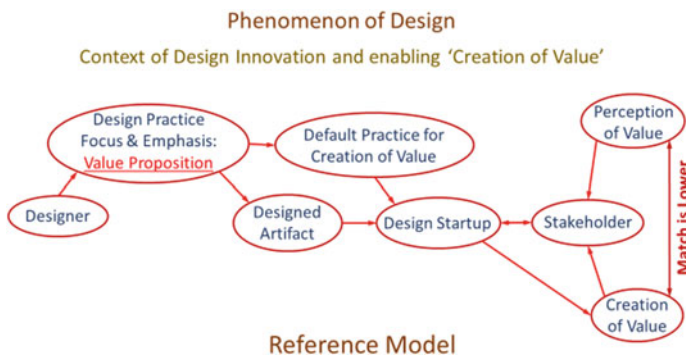 Phenomenon of Design
Context of Design Innovation and enabling ‘Creation of Value’
Design Practice
Focus & Emphasis:
Value Proposition
Default Practice for
Creation of Value
Perception
of Value
Designer
Designed
Artifact
Design Startup
Stakeholder
Match is Lower
Creation
of Value
Reference Model